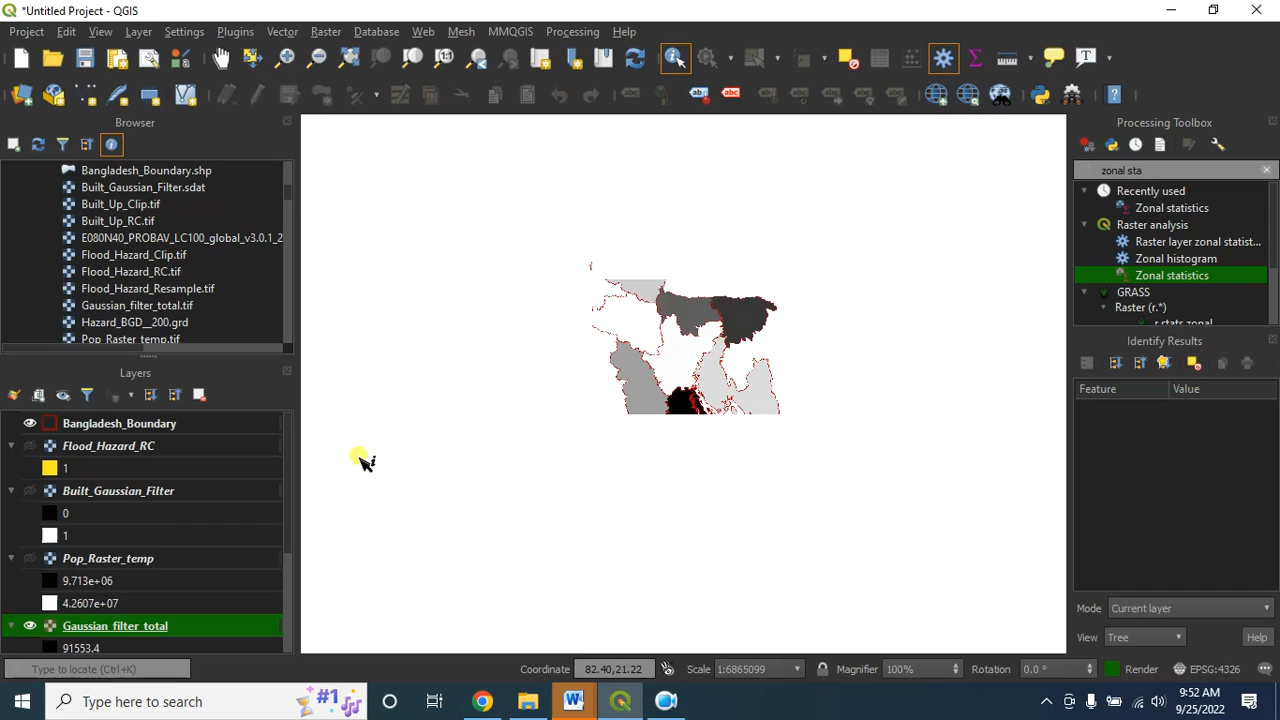 *Untitled Project - QGIS
Project Edit View Layer Settings Plugins Vector Raster Database Web Mesh MMQGIS Processing Help
Browser
Bangladesh_Boundary.shp
Built_Gaussian_Filter.sdat
Built_Up_Clip.tif
Built_Up_RC.tif
E080N40_PROBAV_LC100_global_v3.0.1_2
Flood_Hazard_Clip.tif
Flood_Hazard_RC.tif
Flood_Hazard_Resample.tif
Gaussian_filter_total.tif
Hazard_BGD__200.grd
Pop_Raster_temp.tif
Layers
Bangladesh_Boundary
Flood_Hazard_RC
1
Built_Gaussian_Filter
0
1
Pop_Raster_temp
9.713e+06
4.2607e+07
Gaussian_filter_total
91553.4
Processing Toolbox
zonal sta
Recently used
Zonal statistics
Raster analysis
Raster layer zonal statist...
Zonal histogram
Zonal statistics
GRASS
Raster (r.*)
r.stats.zonal
Identify Results
Feature Value
Mode Current layer
View Tree Help
Type to locate (Ctrl+K)
Coordinate 82.40,21.22 Scale 1:6865099 Magnifier 100% Rotation 0.0 ° Render EPSG:4326
Type here to search
#1
9:52 AM
9/25/2022